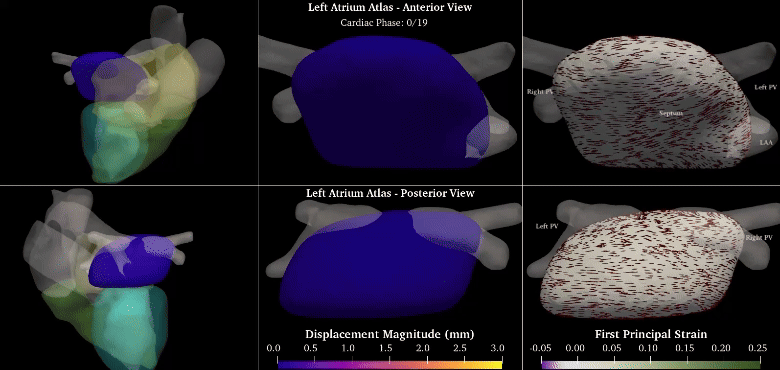 Left Atrium Atlas - Anterior View
Cardiac Phase: 0/19
Right PV
Left PV
Septum
LAA
Left Atrium Atlas - Posterior View
Left PV
Right PV
Displacement Magnitude (mm)
0.0 0.5 1.0 1.5 2.0 2.5 3.0
First Principal Strain
-0.05 0.00 0.05 0.10 0.15 0.20 0.25